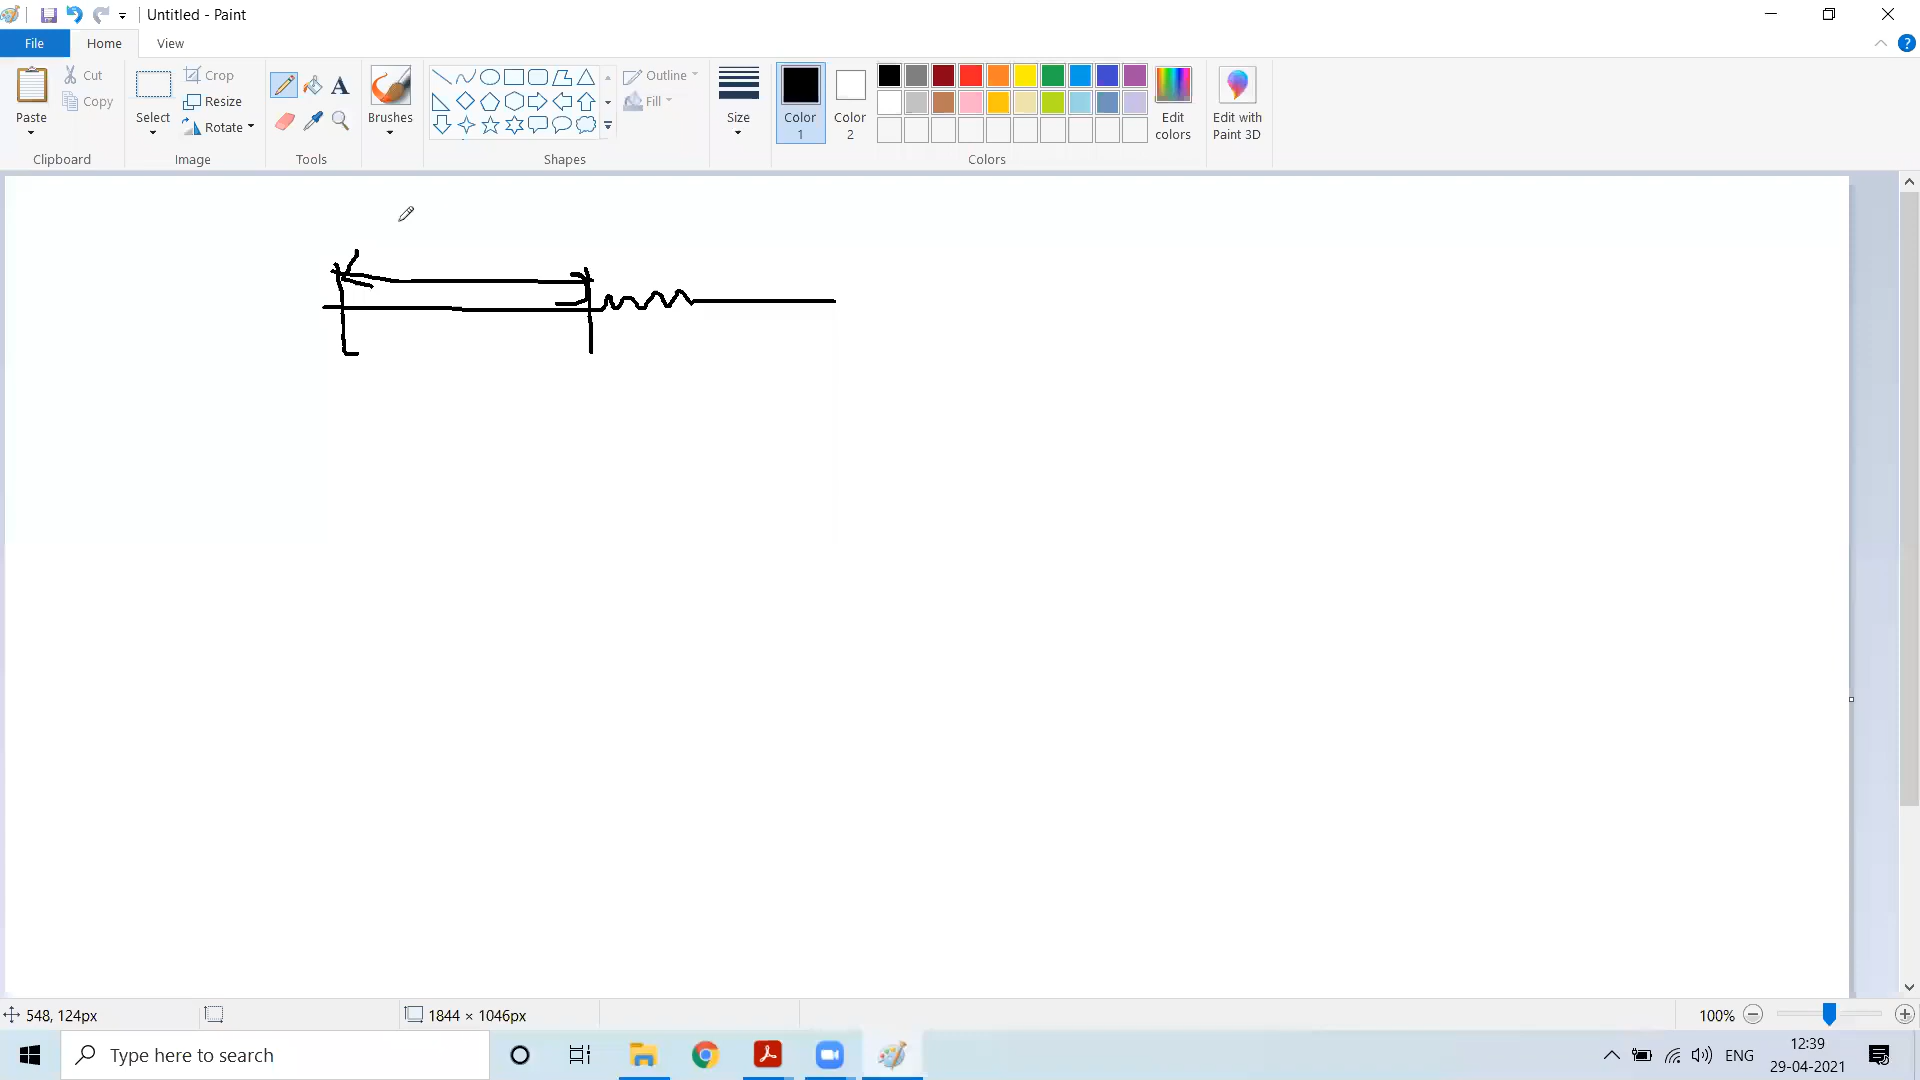 Untitled - Paint
File
Home
View
Paste
Cut
Copy
Clipboard
Select
Crop
Resize
Rotate
Image
A
Tools
Brushes
Outline
Fill
Shapes
Size
Color
1
Color
2
Edit
colors
Colors
Edit with
Paint 3D
?
548, 124px
1844 × 1046px
100%
Type here to search
ENG
12:39
29-04-2021